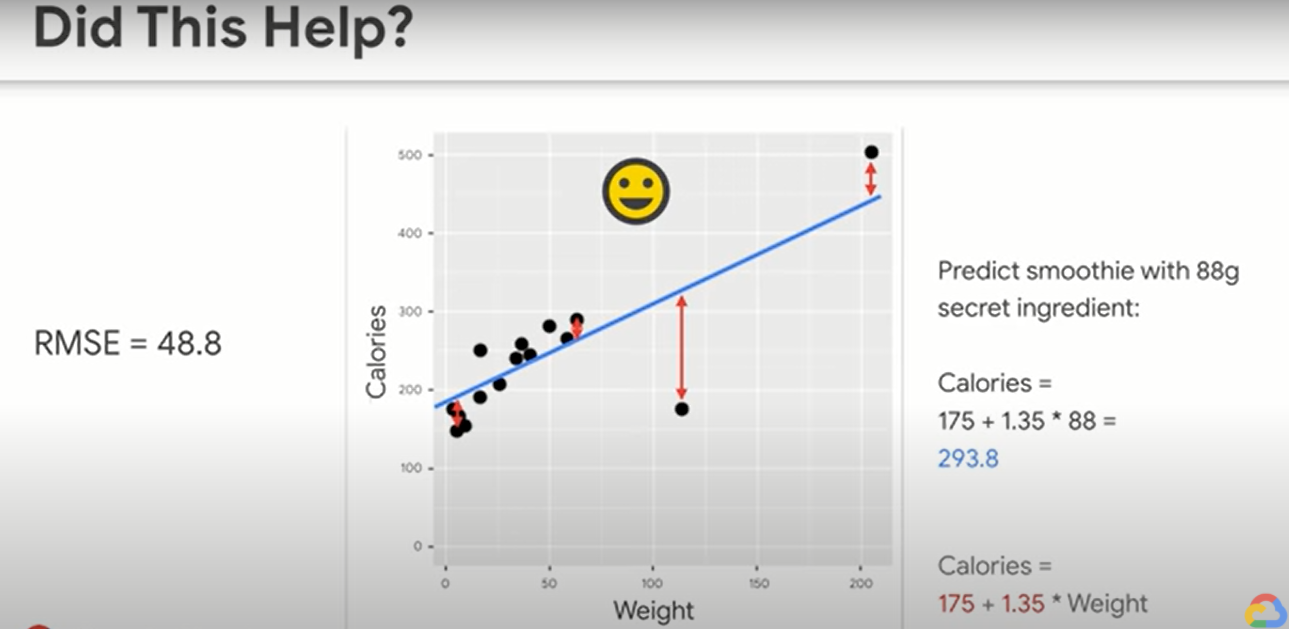 Did This Help?
RMSE = 48.8
Calories
500
400
300
200
100
0
0 50 100 150 200
Weight
Predict smoothie with 88g
secret ingredient:
Calories =
175 + 1.35 * 88 =
293.8
Calories =
175 + 1.35 * Weight